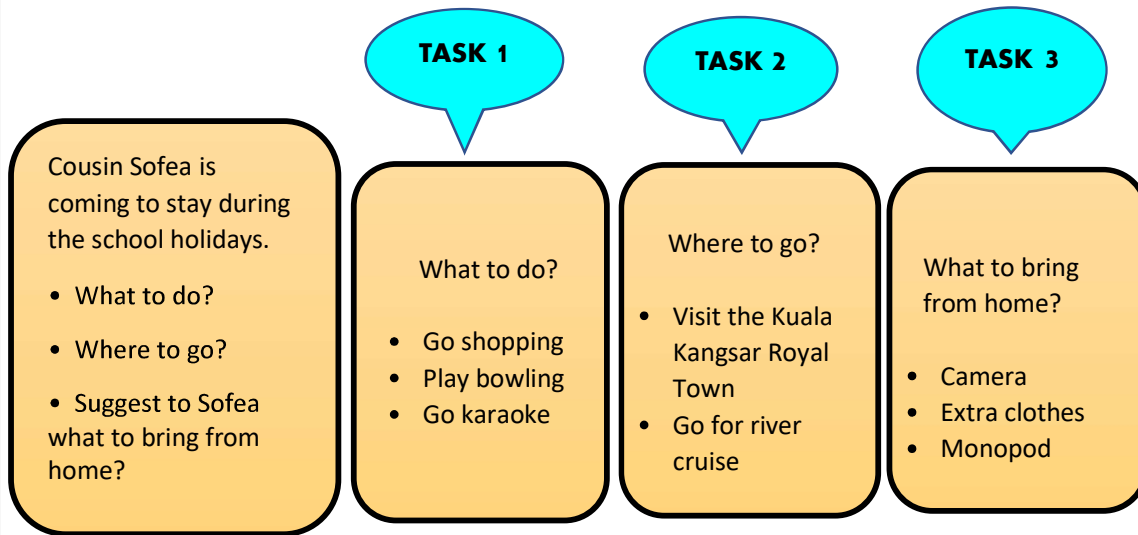 TASK 1
TASK 2
TASK 3
Cousin Sofea is
coming to stay during
the school holidays.
• What to do?
• Where to go?
• Suggest to Sofea
what to bring from
home?
What to do?
• Go shopping
• Play bowling
• Go karaoke
Where to go?
• Visit the Kuala
Kangsar Royal
Town
• Go for river
cruise
What to bring
from home?
• Camera
• Extra clothes
• Monopod